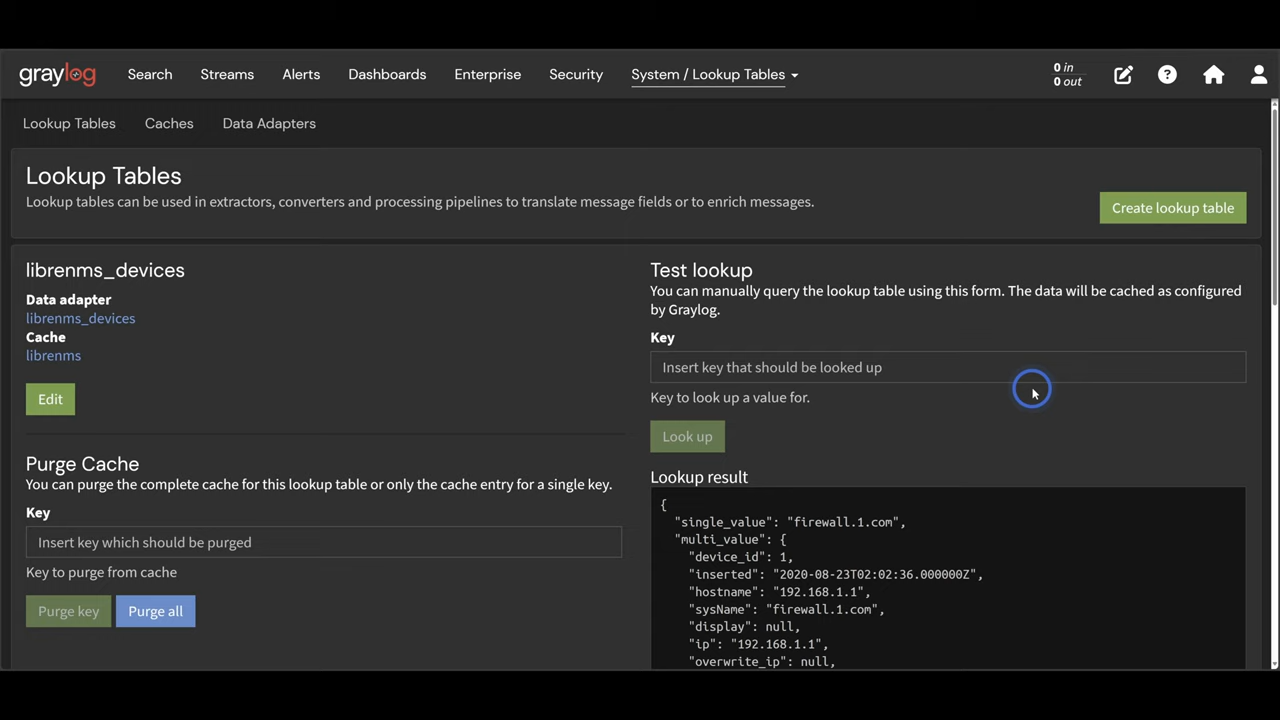 graylog Search Streams Alerts Dashboards Enterprise Security System / Lookup Tables 0 in
0 out
Lookup Tables Caches Data Adapters
Lookup Tables
Lookup tables can be used in extractors, converters and processing pipelines to translate message fields or to enrich messages.
Create lookup table
librenms_devices
Data adapter
librenms_devices
Cache
librenms
Edit
Purge Cache
You can purge the complete cache for this lookup table or only the cache entry for a single key.
Key
Insert key which should be purged
Key to purge from cache
Purge key Purge all
Test lookup
You can manually query the lookup table using this form. The data will be cached as configured
by Graylog.
Key
Insert key that should be looked up
Key to look up a value for.
Look up
Lookup result
{
"single_value": "firewall.1.com",
"multi_value": {
"device_id": 1,
"inserted": "2020-08-23T02:02:36.000000Z",
"hostname": "192.168.1.1",
"sysName": "firewall.1.com",
"display": null,
"ip": "192.168.1.1",
"overwrite_ip": null,